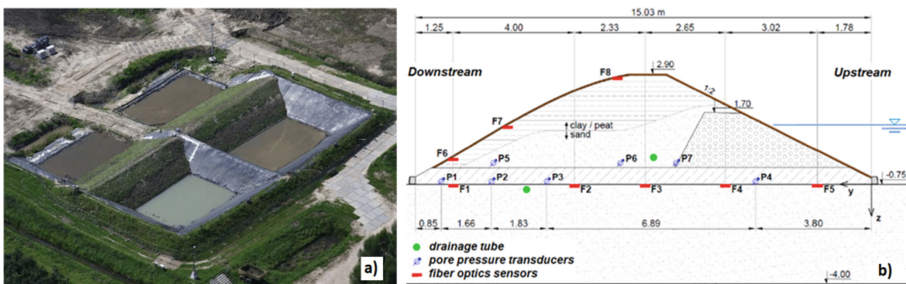 a)
b)
15.03 m
1.25 4.00 2.33 2.65 3.02 1.78
Downstream
Upstream
F8
2.90
1:2
1.70
F7
clay / peat
sand
F6
P5
P6
P7
P1
P2
P3
P4
-0.75
F1
F2
F3
F4
F5
y
z
0.85 1.66 1.83 6.89 3.80
drainage tube
pore pressure transducers
fiber optics sensors
-4.00